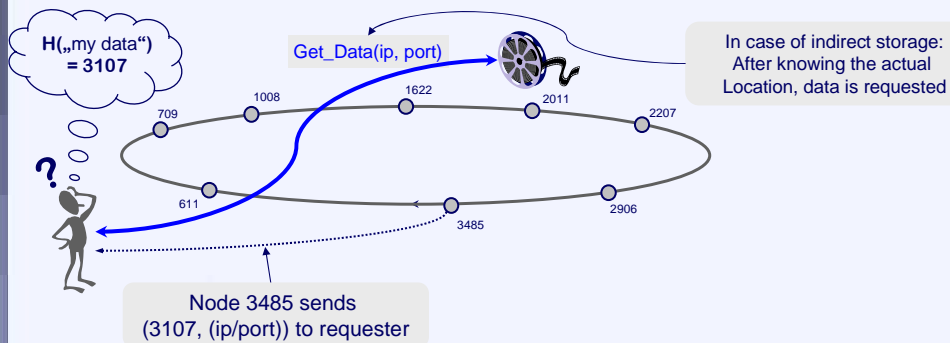 H(„my data“)
= 3107
Get_Data(ip, port)
In case of indirect storage:
After knowing the actual
Location, data is requested
709
1008
1622
2011
2207
?
611
3485
2906
Node 3485 sends
(3107, (ip/port)) to requester